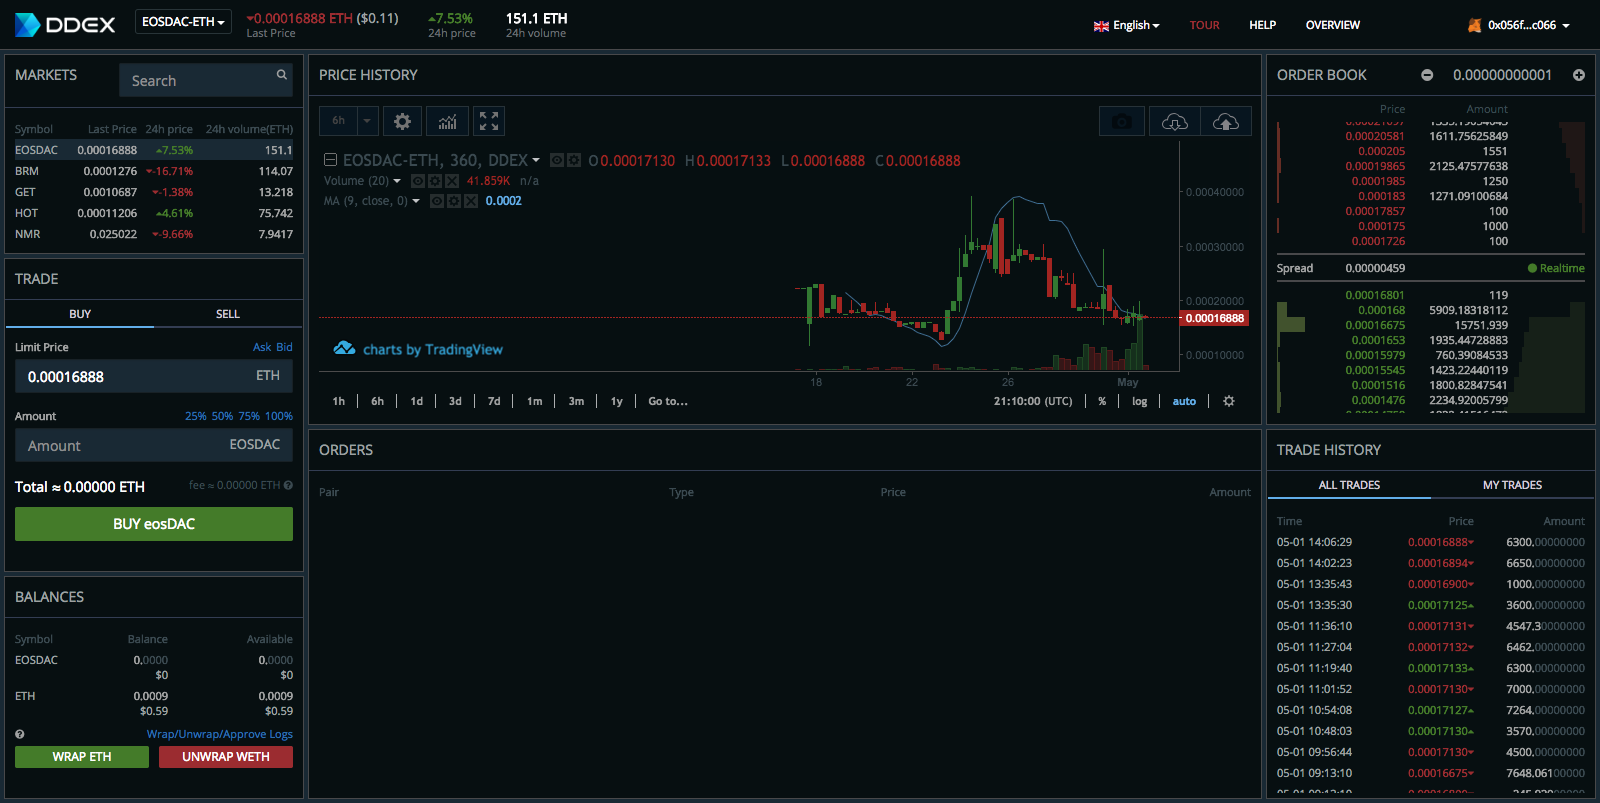 DDEX
EOSDAC-ETH
0.00016888 ETH ($0.11)
Last Price
7.53%
24h price
151.1 ETH
24h volume
English
TOUR
HELP
OVERVIEW
0x056f...c066
MARKETS
Search
Symbol Last Price 24h price 24h volume(ETH)
EOSDAC 0.00016888 7.53% 151.1
BRM 0.0001276 -16.71% 114.07
GET 0.0010687 -1.38% 13.218
HOT 0.00011206 4.61% 75.742
NMR 0.025022 -9.66% 7.9417
TRADE
BUY SELL
Limit Price Ask Bid
0.00016888 ETH
Amount 25% 50% 75% 100%
Amount EOSDAC
Total ≈ 0.00000 ETH fee ≈ 0.00000 ETH
BUY eosDAC
BALANCES
Symbol Balance Available
EOSDAC 0.0000 0.0000
$0 $0
ETH 0.0009 0.0009
$0.59 $0.59
Wrap/Unwrap/Approve Logs
WRAP ETH UNWRAP WETH
PRICE HISTORY
6h
EOSDAC-ETH, 360, DDEX O 0.00017130 H 0.00017133 L 0.00016888 C 0.00016888
Volume (20) 41.859K n/a
MA (9, close, 0) 0.0002
0.00040000
0.00030000
0.00020000
0.00016888
0.00010000
charts by TradingView
18 22 26 May
1h 6h 1d 3d 7d 1m 3m 1y Go to... 21:10:00 (UTC) % log auto
ORDERS
Pair Type Price Amount
ORDER BOOK 0.00000000001
Price Amount
0.00020581 1611.75625849
0.000205 1551
0.00019865 2125.47577638
0.0001985 1250
0.000183 1271.09100684
0.00017857 100
0.000175 1000
0.0001726 100
Spread 0.00000459 Realtime
0.00016801 119
0.000168 5909.18318112
0.00016675 15751.939
0.0001653 1935.44728883
0.00015979 760.39084533
0.00015545 1423.22440119
0.0001516 1800.82847541
0.0001476 2234.92005799
TRADE HISTORY
ALL TRADES MY TRADES
Time Price Amount
05-01 14:06:29 0.00016888 6300.00000000
05-01 14:02:23 0.00016894 6650.00000000
05-01 13:35:43 0.00016900 1000.00000000
05-01 13:35:30 0.00017125 3600.00000000
05-01 11:36:10 0.00017131 4547.30000000
05-01 11:27:04 0.00017132 6462.00000000
05-01 11:19:40 0.00017133 6300.00000000
05-01 11:01:52 0.00017130 7000.00000000
05-01 10:54:08 0.00017127 7264.00000000
05-01 10:48:03 0.00017130 3570.00000000
05-01 09:56:44 0.00017130 4500.00000000
05-01 09:13:10 0.00016675 7648.06100000